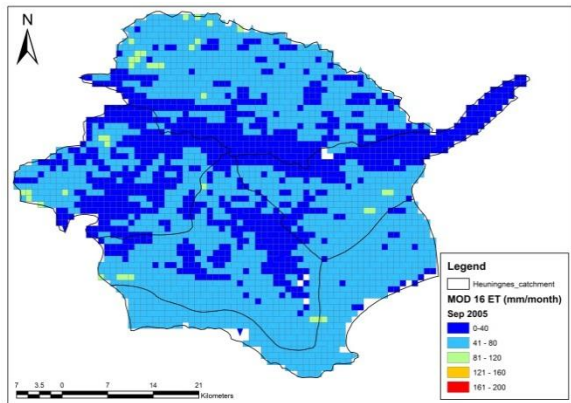 N
Legend
Heuningnes_catchment
MOD 16 ET (mm/month)
Sep 2005
0-40
41 - 80
81 - 120
121 - 160
161 - 200
7 3.5 0 7 14 21
Kilometers